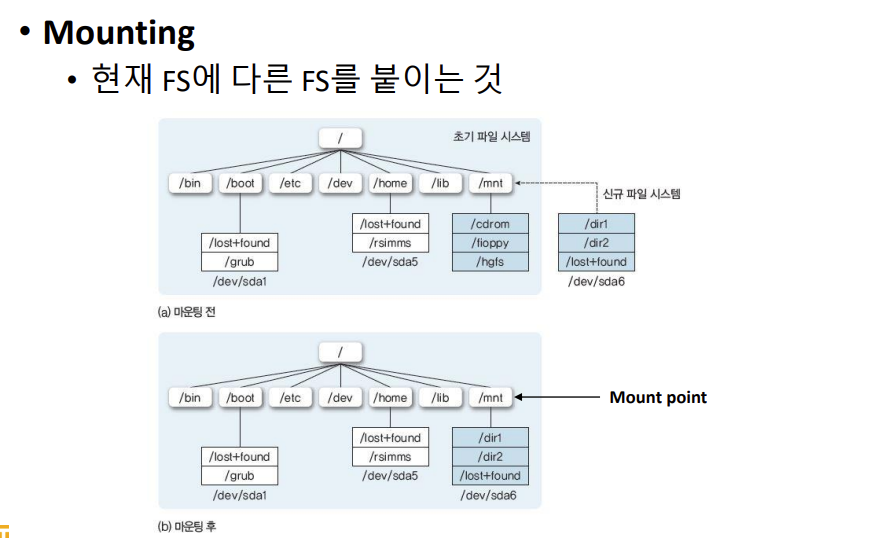 • Mounting
• 현재 FS에 다른 FS를 붙이는 것
/
초기 파일 시스템
/bin
/boot
/etc
/dev
/home
/lib
/mnt
신규 파일 시스템
/lost+found
/grub
/dev/sda1
/lost+found
/rsimms
/dev/sda5
/cdrom
/fioppy
/hgfs
/dir1
/dir2
/lost+found
/dev/sda6
(a) 마운팅 전
/
/bin
/boot
/etc
/dev
/home
/lib
/mnt
Mount point
/lost+found
/grub
/dev/sda1
/lost+found
/rsimms
/dev/sda5
/dir1
/dir2
/lost+found
/dev/sda6
(b) 마운팅 후